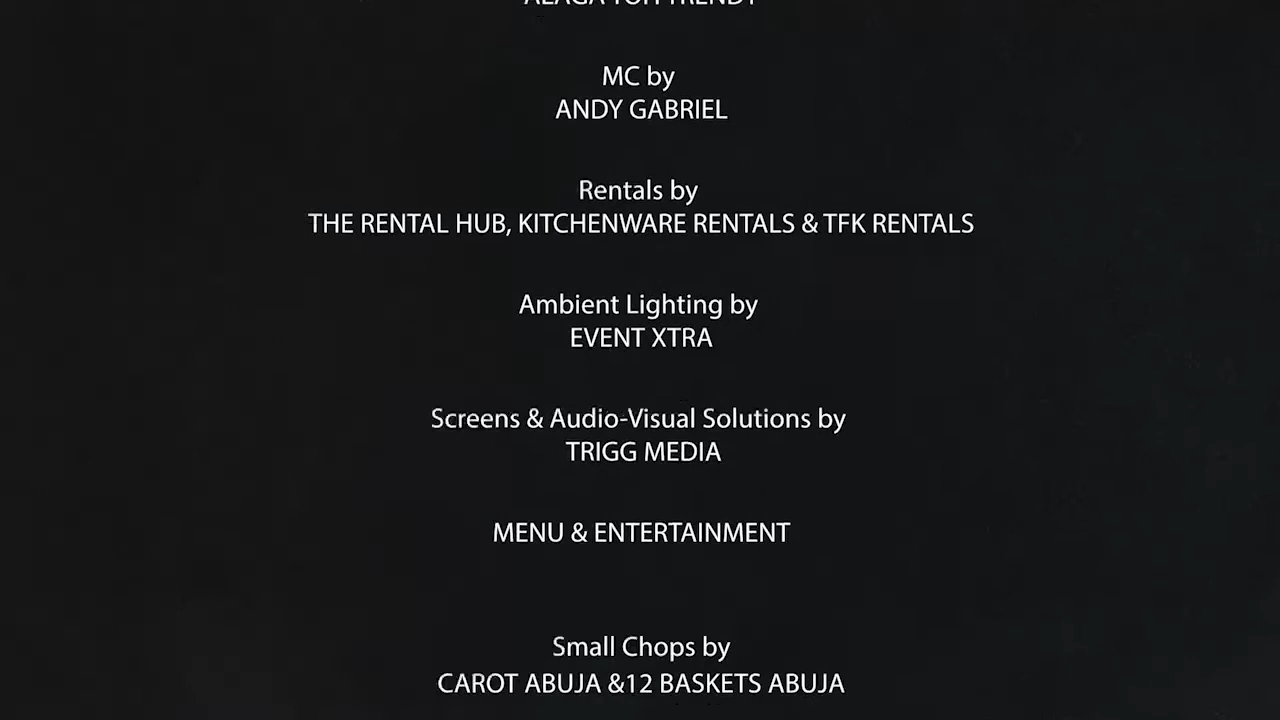 MC by
ANDY GABRIEL
Rentals by
THE RENTAL HUB, KITCHENWARE RENTALS & TFK RENTALS
Ambient Lighting by
EVENT XTRA
Screens & Audio-Visual Solutions by
TRIGG MEDIA
MENU & ENTERTAINMENT
Small Chops by
CAROT ABUJA &12 BASKETS ABUJA